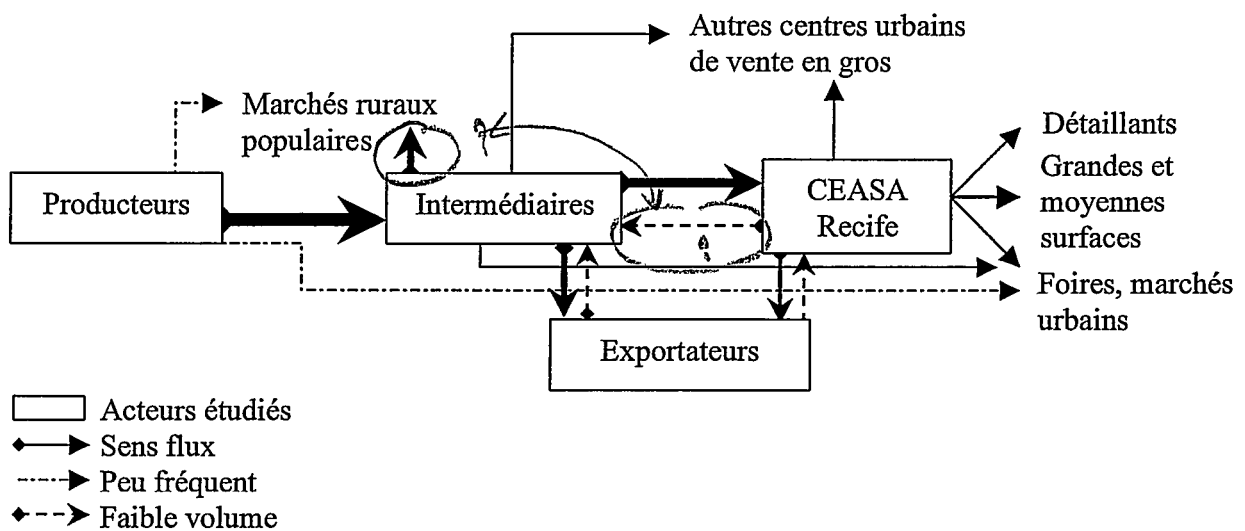 Autres centres urbains
de vente en gros
Marchés ruraux
populaires
Détaillants
Grandes et
moyennes
surfaces
Producteurs
Intermédiaires
CEASA
Recife
Foires, marchés
urbains
Exportateurs
Acteurs étudiés
Sens flux
Peu fréquent
Faible volume